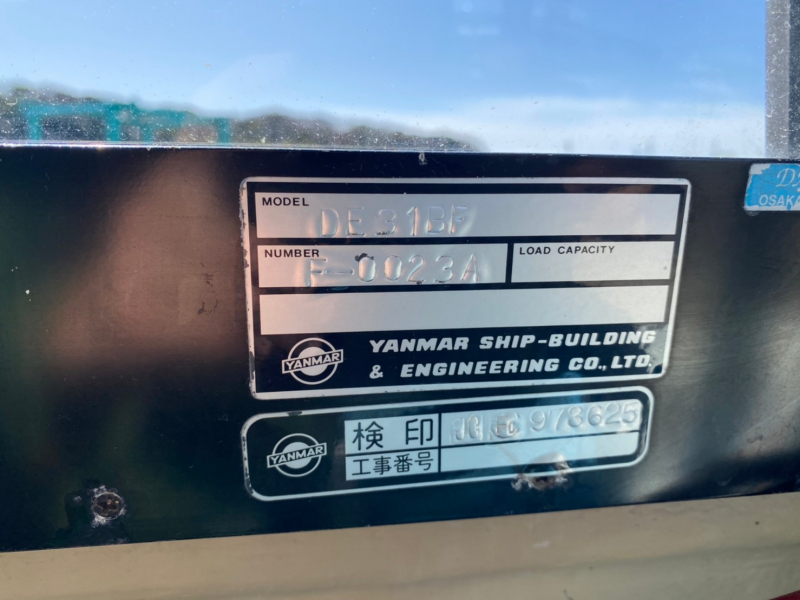 MODEL
DE31BF
NUMBER
F-0023A
LOAD CAPACITY
YANMAR
YANMAR SHIP-BUILDING
& ENGINEERING CO., LTD.
YANMAR
検印
JG 973625
工事番号
OSAKA